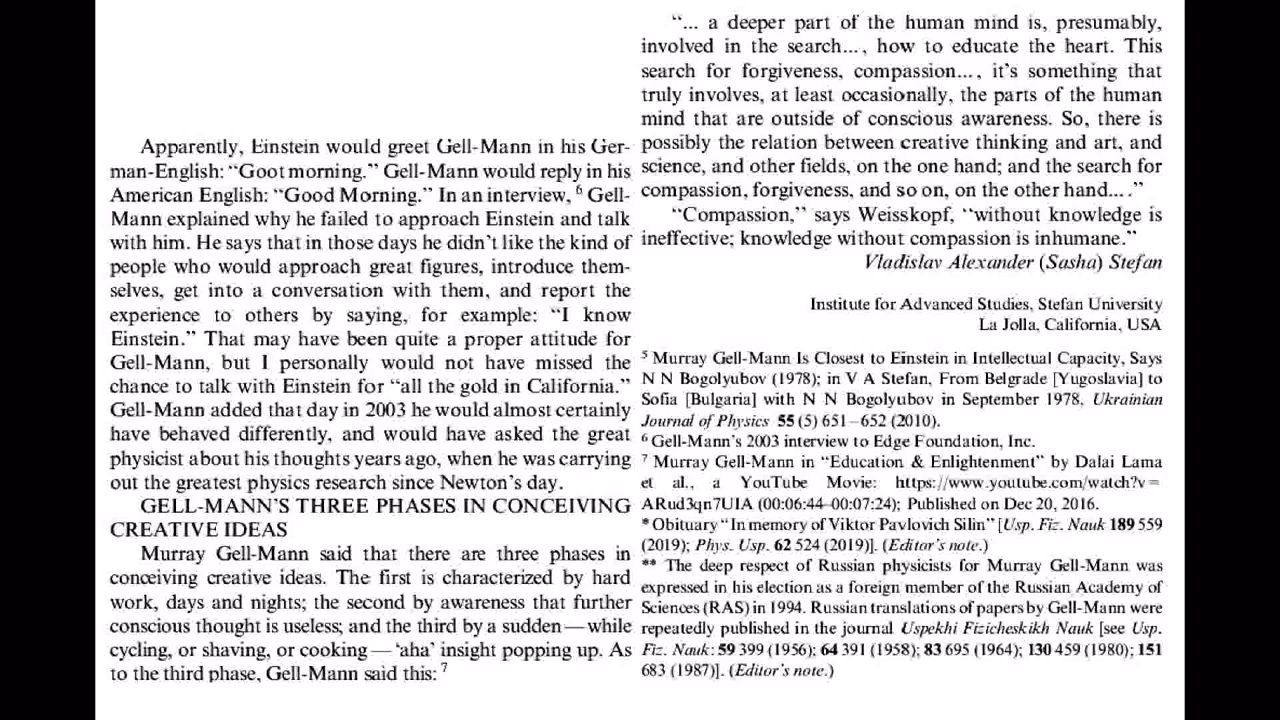 Apparently, Einstein would greet Gell-Mann in his Ger-
man-English: “Goot morning.” Gell-Mann would reply in his
American English: “Good Morning.” In an interview, 6 Gell-
Mann explained why he failed to approach Einstein and talk
with him. He says that in those days he didn’t like the kind of
people who would approach great figures, introduce them-
selves, get into a conversation with them, and report the
experience to others by saying, for example: “I know
Einstein.” That may have been quite a proper attitude for
Gell-Mann, but I personally would not have missed the
chance to talk with Einstein for “all the gold in California.”
Gell-Mann added that day in 2003 he would almost certainly
have behaved differently, and would have asked the great
physicist about his thoughts years ago, when he was carrying
out the greatest physics research since Newton’s day.
GELL-MANN’S THREE PHASES IN CONCEIVING
CREATIVE IDEAS
Murray Gell-Mann said that there are three phases in
conceiving creative ideas. The first is characterized by hard
work, days and nights; the second by awareness that further
conscious thought is useless; and the third by a sudden—while
cycling, or shaving, or cooking—‘aha’ insight popping up. As
to the third phase, Gell-Mann said this: 7
“... a deeper part of the human mind is, presumably,
involved in the search..., how to educate the heart. This
search for forgiveness, compassion..., it’s something that
truly involves, at least occasionally, the parts of the human
mind that are outside of conscious awareness. So, there is
possibly the relation between creative thinking and art, and
science, and other fields, on the one hand; and the search for
compassion, forgiveness, and so on, on the other hand....”
“Compassion,” says Weisskopf, “without knowledge is
ineffective; knowledge without compassion is inhumane.”
Vladislav Alexander (Sasha) Stefan
Institute for Advanced Studies, Stefan University
La Jolla, California, USA
5 Murray Gell-Mann Is Closest to Einstein in Intellectual Capacity, Says
N N Bogolyubov (1978); in V A Stefan, From Belgrade [Yugoslavia] to
Sofia [Bulgaria] with N N Bogolyubov in September 1978, Ukrainian
Journal of Physics 55 (5) 651–652 (2010).
6 Gell-Mann’s 2003 interview to Edge Foundation, Inc.
7 Murray Gell-Mann in “Education & Enlightenment” by Dalai Lama
et al., a YouTube Movie: https://www.youtube.com/watch?v=
ARud3qn7UIA (00:06:44–00:07:24); Published on Dec 20, 2016.
* Obituary “In memory of Viktor Pavlovich Silin” [Usp. Fiz. Nauk 189 559
(2019); Phys. Usp. 62 524 (2019)]. (Editor’s note.)
** The deep respect of Russian physicists for Murray Gell-Mann was
expressed in his election as a foreign member of the Russian Academy of
Sciences (RAS) in 1994. Russian translations of papers by Gell-Mann were
repeatedly published in the journal Uspekhi Fizicheskikh Nauk [see Usp.
Fiz. Nauk: 59 399 (1956); 64 391 (1958); 83 695 (1964); 130 459 (1980); 151
683 (1987)]. (Editor’s note.)